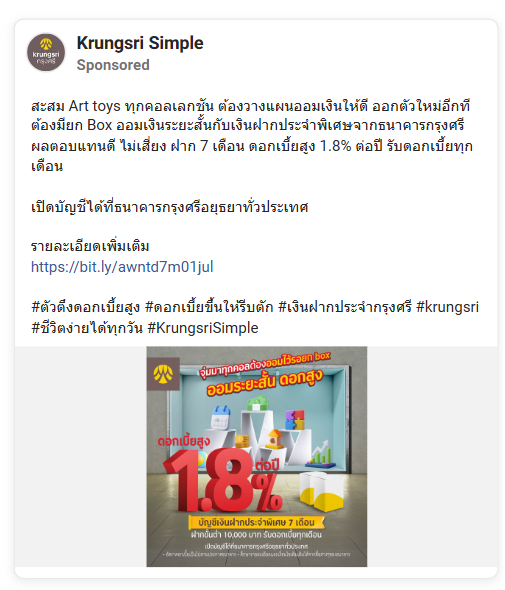 Krungsri Simple
Sponsored
krungsri
กรุงศรี
สะสม Art toys ทุกคอลเลกชัน ต้องวางแผนออมเงินให้ดี ออกตัวใหม่อีกที
ต้องมียก Box ออมเงินระยะสั้นกับเงินฝากประจำพิเศษจากธนาคารกรุงศรี
ผลตอบแทนดี ไม่เสี่ยง ฝาก 7 เดือน ดอกเบี้ยสูง 1.8% ต่อปี รับดอกเบี้ยทุก
เดือน
เปิดบัญชีได้ที่ธนาคารกรุงศรีอยุธยาทั่วประเทศ
รายละเอียดเพิ่มเติม
https://bit.ly/awntd7m01jul
#ตัวตึงดอกเบี้ยสูง #ดอกเบี้ยขึ้นให้รีบตัก #เงินฝากประจำกรุงศรี #krungsri
#ชีวิตง่ายได้ทุกวัน #KrungsriSimple
จุ่มมาทุกคอลต้องออมไว้รอยก box
ออมระยะสั้น ดอกสูง
ดอกเบี้ยสูง
1.8% ต่อปี
บัญชีเงินฝากประจำพิเศษ 7 เดือน
ฝากขั้นต่ำ 10,000 บาท รับดอกเบี้ยทุกเดือน
เปิดบัญชีได้ที่ธนาคารกรุงศรีอยุธยาทั่วประเทศ